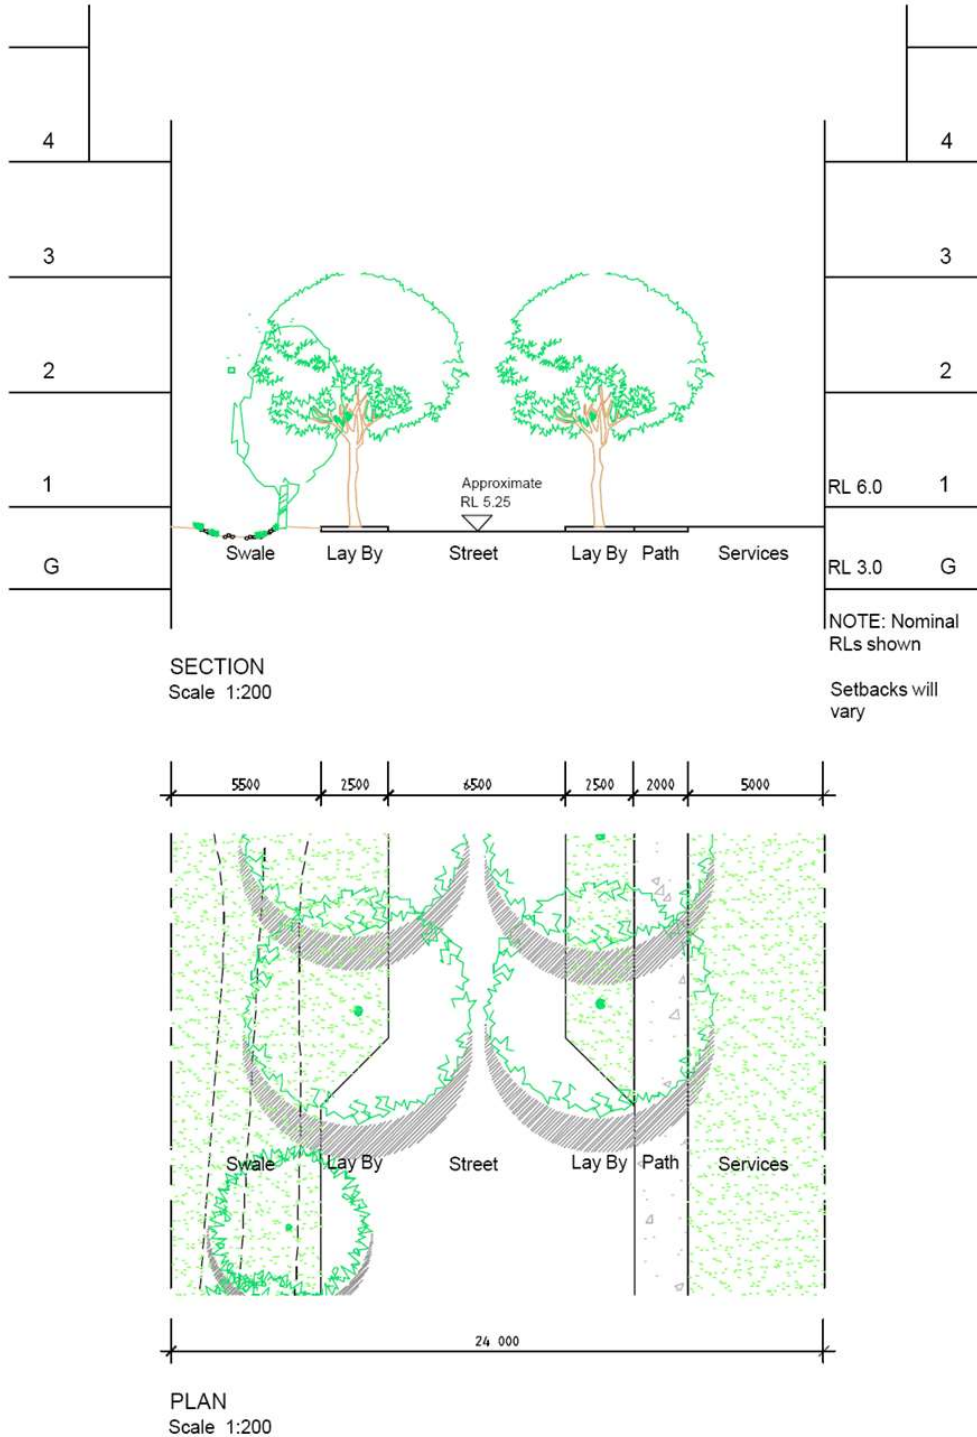 4
4
3
3
2
2
1
Approximate
RL 5.25
RL 6.0
1
Swale
Lay By
Street
Lay By
Path
Services
G
RL 3.0
G
NOTE: Nominal
RLs shown
Setbacks will
vary
SECTION
Scale 1:200
5500
2500
6500
2500
2000
5000
Swale
Lay By
Street
Lay By
Path
Services
24 000
PLAN
Scale 1:200